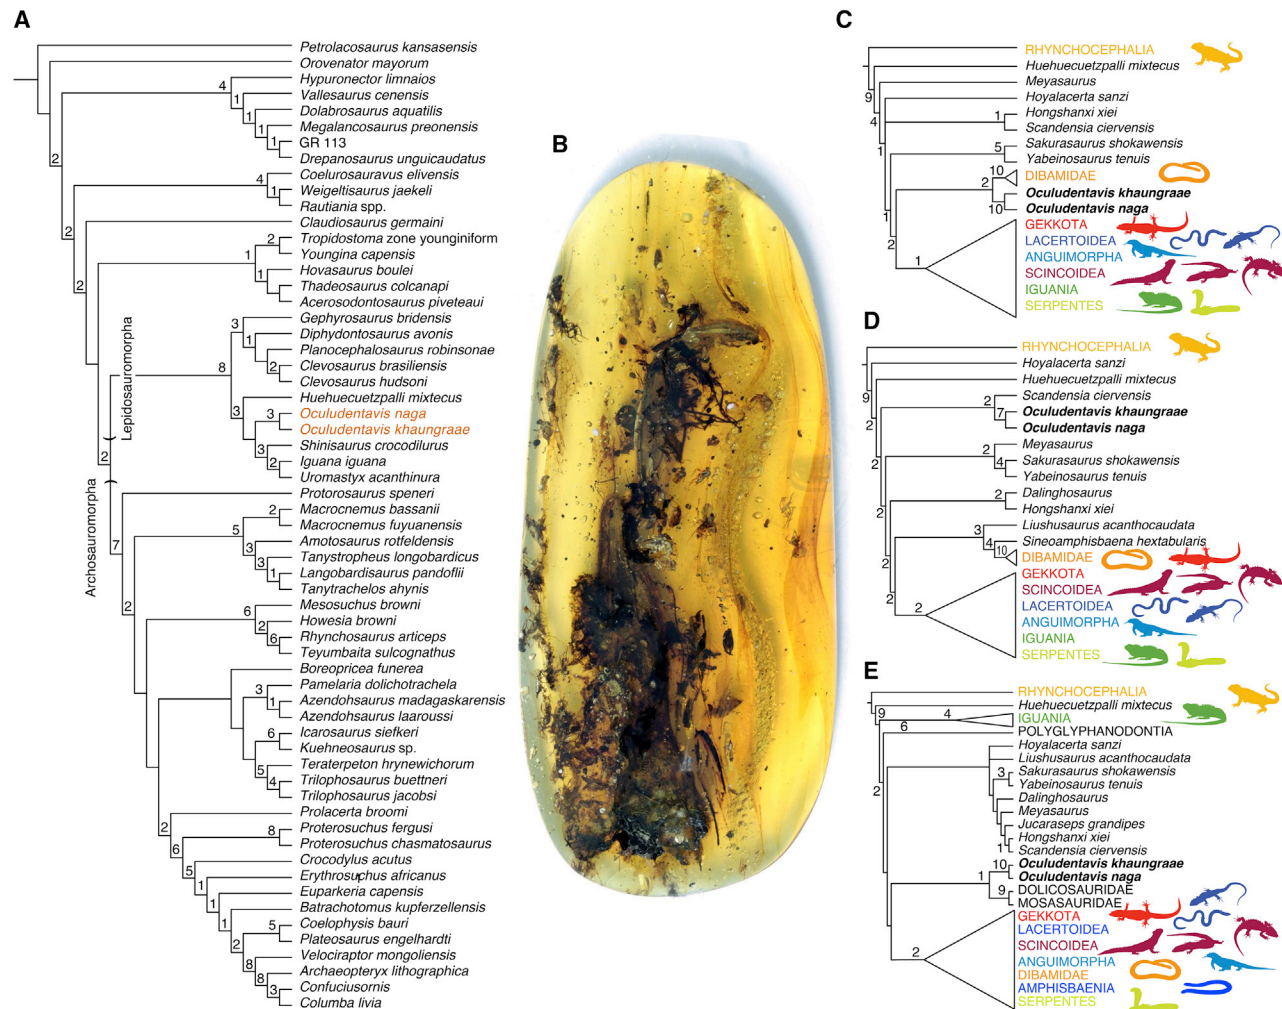 A
Petrolacosaurus kansasensis
Orovenator mayorum
Hypuronector limnaios
4
Vallesaurus cenensis
1
Dolabrosaurus aquatilis
1
Megalancosaurus preonensis
1
GR 113
1
Drepanosaurus unguicaudatus
2
Coelurosauravus elivensis
4
Weigeltisaurus jaekeli
1
Rautiania spp.
Claudiosaurus germaini
2
Tropidostoma zone younginiform
2
Youngina capensis
1
Hovasaurus boulei
1
Thadeosaurus colcanapi
2
Acerosodontosaurus piveteaui
Gephyrosaurus bridensis
3
Diphydontosaurus avonis
1
Planocephalosaurus robinsonae
Clevosaurus brasiliensis
2
8
Clevosaurus hudsoni
Huehuecuetzpalli mixtecus
3
Oculudentavis naga
3
Oculudentavis khaungraae
Shinisaurus crocodilurus
3
Iguana iguana
2
Uromastyx acanthinura
Lepidosauromorpha
2
Archosauromorpha
Protorosaurus speneri
Macrocnemus bassanii
2
Macrocnemus fuyuanensis
5
Amotosaurus rotfeldensis
3
7
Tanystropheus longobardicus
3
Langobardisaurus pandoflii
1
Tanytrachelos ahynis
Mesosuchus browni
6
2
Howesia browni
2
Rhynchosaurus articeps
6
Teyumbaita sulcognathus
Boreopricea funerea
Pamelaria dolichotrachela
3
Azendohsaurus madagaskarensis
1
Azendohsaurus laaroussi
Icarosaurus siefkeri
6
Kuehneosaurus sp.
Teraterpeton hrynewichorum
5
Trilophosaurus buettneri
4
Trilophosaurus jacobsi
Prolacerta broomi
2
Proterosuchus fergusi
8
Proterosuchus chasmatosaurus
6
Crocodylus acutus
5
Erythrosuchus africanus
1
Euparkeria capensis
1
Batrachotomus kupferzellensis
1
Coelophysis bauri
5
Plateosaurus engelhardti
2
Velociraptor mongoliensis
8
Archaeopteryx lithographica
8
Confuciusornis
3
Columba livia
B
C
RHYNCHOCEPHALIA
Huehuecuetzpalli mixtecus
Meyasaurus
9
Hoyalacerta sanzi
4
Hongshanxi xiei
1
Scandensia ciervensis
1
Sakurasaurus shokawensis
5
Yabeinosaurus tenuis
10
DIBAMIDAE
2
Oculudentavis khaungraae
10
Oculudentavis naga
1
GEKKOTA
2
LACERTOIDEA
ANGUIMORPHA
1
SCINCOIDEA
IGUANIA
SERPENTES
D
RHYNCHOCEPHALIA
Hoyalacerta sanzi
Huehuecuetzpalli mixtecus
9
Scandensia ciervensis
2
Oculudentavis khaungraae
7
Oculudentavis naga
2
Meyasaurus
2
Sakurasaurus shokawensis
4
Yabeinosaurus tenuis
Dalinghosaurus
2
Hongshanxi xiei
2
Liushusaurus acanthocaudata
3
Sineoamphisbaena hextabularis
4
10
DIBAMIDAE
2
GEKKOTA
SCINCOIDEA
2
LACERTOIDEA
2
ANGUIMORPHA
IGUANIA
SERPENTES
E
RHYNCHOCEPHALIA
Huehuecuetzpalli mixtecus
9
4
IGUANIA
6
POLYGLYPHANODONTIA
Hoyalacerta sanzi
Liushusaurus acanthocaudata
Sakurasaurus shokawensis
3
Yabeinosaurus tenuis
2
Dalinghosaurus
Meyasaurus
Jucaraseps grandipes
Hongshanxi xiei
1
Scandensia ciervensis
10
Oculudentavis khaungraae
1
Oculudentavis naga
9
DOLICOSAURIDAE
MOSASAURIDAE
GEKKOTA
LACERTOIDEA
SCINCOIDEA
2
ANGUIMORPHA
DIBAMIDAE
AMPHISBAENIA
SERPENTES